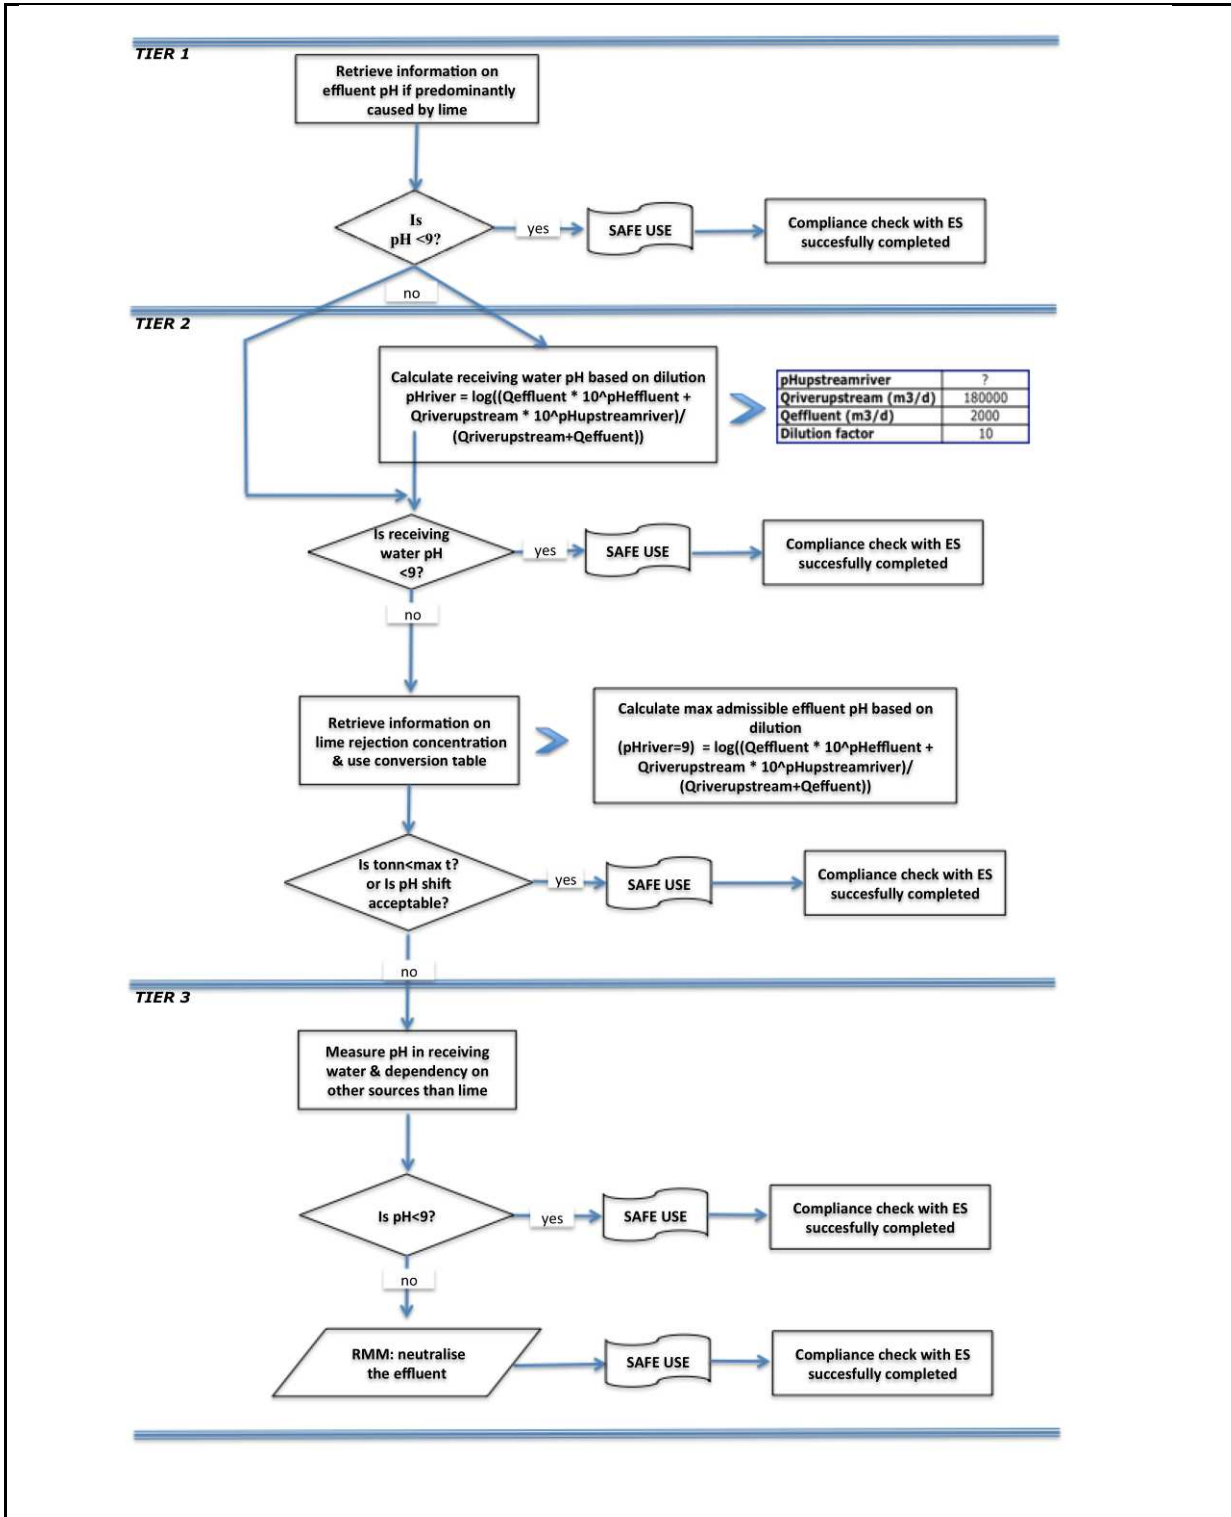 TIER 1
Retrieve information on
effluent pH if predominantly
caused by lime
Is
pH <9?
yes
SAFE USE
Compliance check with ES
succesfully completed
no
TIER 2
Calculate receiving water pH based on dilution
pHriver = log((Qeffluent * 10^pHeffluent +
Qriverupstream * 10^pHupstreamriver)/
(Qriverupstream+Qeffuent))
pHupstreamriver ?
Qriverupstream (m3/d) 180000
Qeffluent (m3/d) 2000
Dilution factor 10
Is receiving
water pH
<9?
yes
SAFE USE
Compliance check with ES
succesfully completed
no
Retrieve information on
lime rejection concentration
& use conversion table
Calculate max admissible effluent pH based on
dilution
(pHriver=9) = log((Qeffluent * 10^pHeffluent +
Qriverupstream * 10^pHupstreamriver)/
(Qriverupstream+Qeffuent))
Is tonn<max t?
or Is pH shift
acceptable?
yes
SAFE USE
Compliance check with ES
succesfully completed
no
TIER 3
Measure pH in receiving
water & dependency on
other sources than lime
Is pH<9?
yes
SAFE USE
Compliance check with ES
succesfully completed
no
RMM: neutralise
the effluent
SAFE USE
Compliance check with ES
succesfully completed